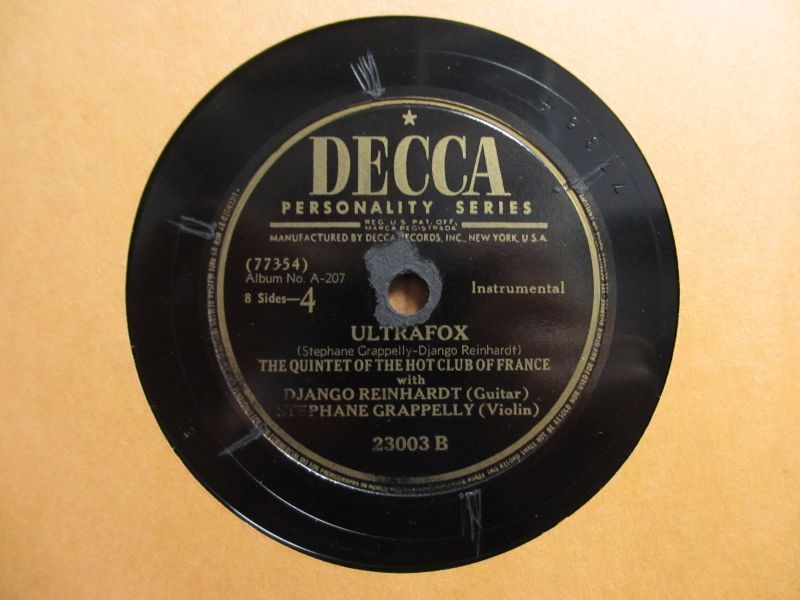 DECCA
PERSONALITY SERIES
REG. U.S. PAT. OFF.
MARCA REGISTRADA
MANUFACTURED BY DECCA RECORDS, INC., NEW YORK, U.S.A.
(77354)
Album No. A-207
8 Sides—4
Instrumental
ULTRAFOX
(Stephane Grappelly-Django Reinhardt)
THE QUINTET OF THE HOT CLUB OF FRANCE
with
DJANGO REINHARDT (Guitar)
STEPHANE GRAPPELLY (Violin)
23003 B